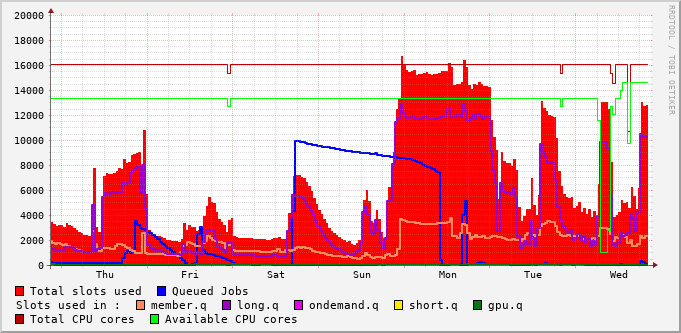 RRDTOOL / TOBI OETIKER
20000
18000
16000
14000
12000
10000
8000
6000
4000
2000
0
Thu Fri Sat Sun Mon Tue Wed
Total slots used Queued Jobs
Slots used in : member.q long.q ondemand.q short.q gpu.q
Total CPU cores Available CPU cores